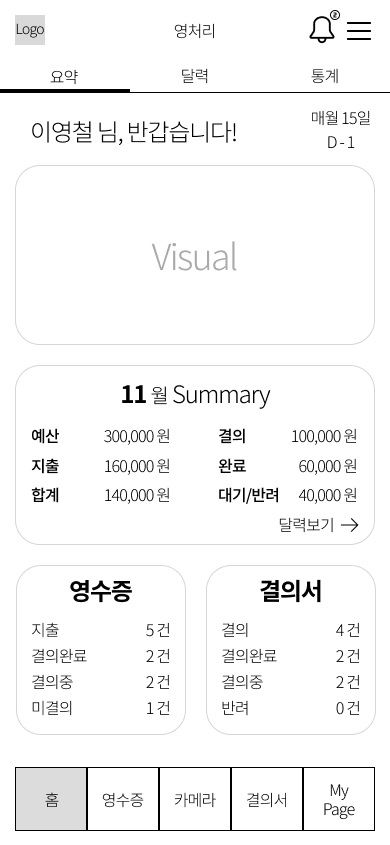 Logo
영처리
요약
달력
통계
이영철 님, 반갑습니다!
매월 15일
D - 1
Visual
11 월 Summary
예산 300,000 원 결의 100,000 원
지출 160,000 원 완료 60,000 원
합계 140,000 원 대기/반려 40,000 원
달력보기 →
영수증
지출 5 건
결의완료 2 건
결의중 2 건
미결의 1 건
결의서
결의 4 건
결의완료 2 건
결의중 2 건
반려 0 건
홈
영수증
카메라
결의서
My
Page